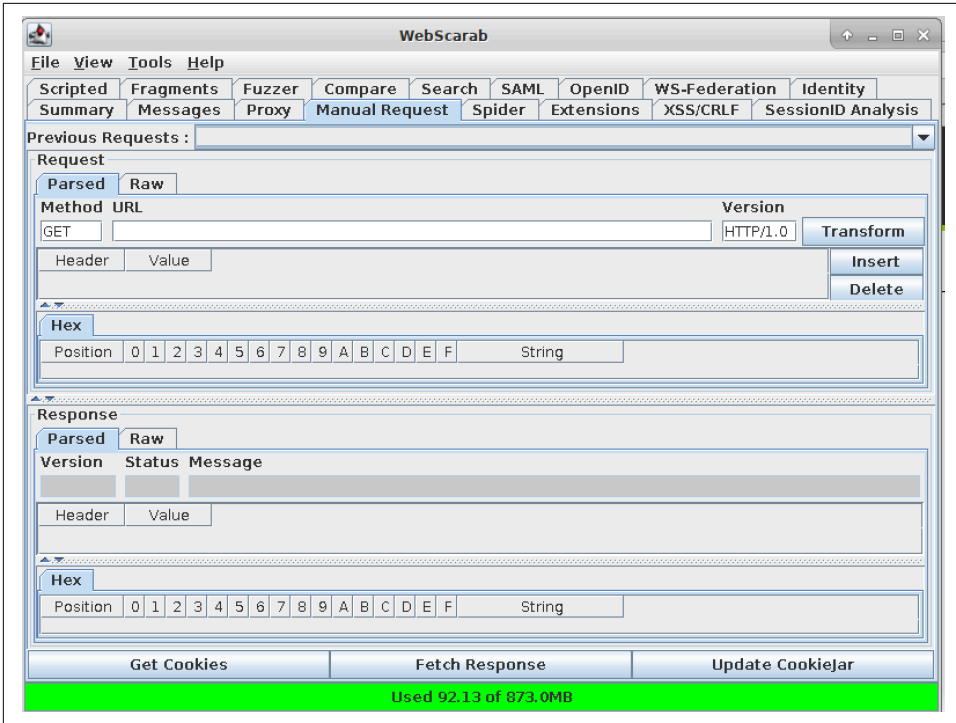 WebScarab
File View Tools Help
Scripted Fragments Fuzzer Compare Search SAML OpenID WS-Federation Identity
Summary Messages Proxy Manual Request Spider Extensions XSS/CRLF SessionID Analysis
Previous Requests :
Request
Parsed Raw
Method URL Version
GET HTTP/1.0 Transform
Header Value Insert
Delete
Hex
Position 0 1 2 3 4 5 6 7 8 9 A B C D E F String
Response
Parsed Raw
Version Status Message
Header Value
Hex
Position 0 1 2 3 4 5 6 7 8 9 A B C D E F String
Get Cookies Fetch Response Update CookieJar
Used 92.13 of 873.0MB